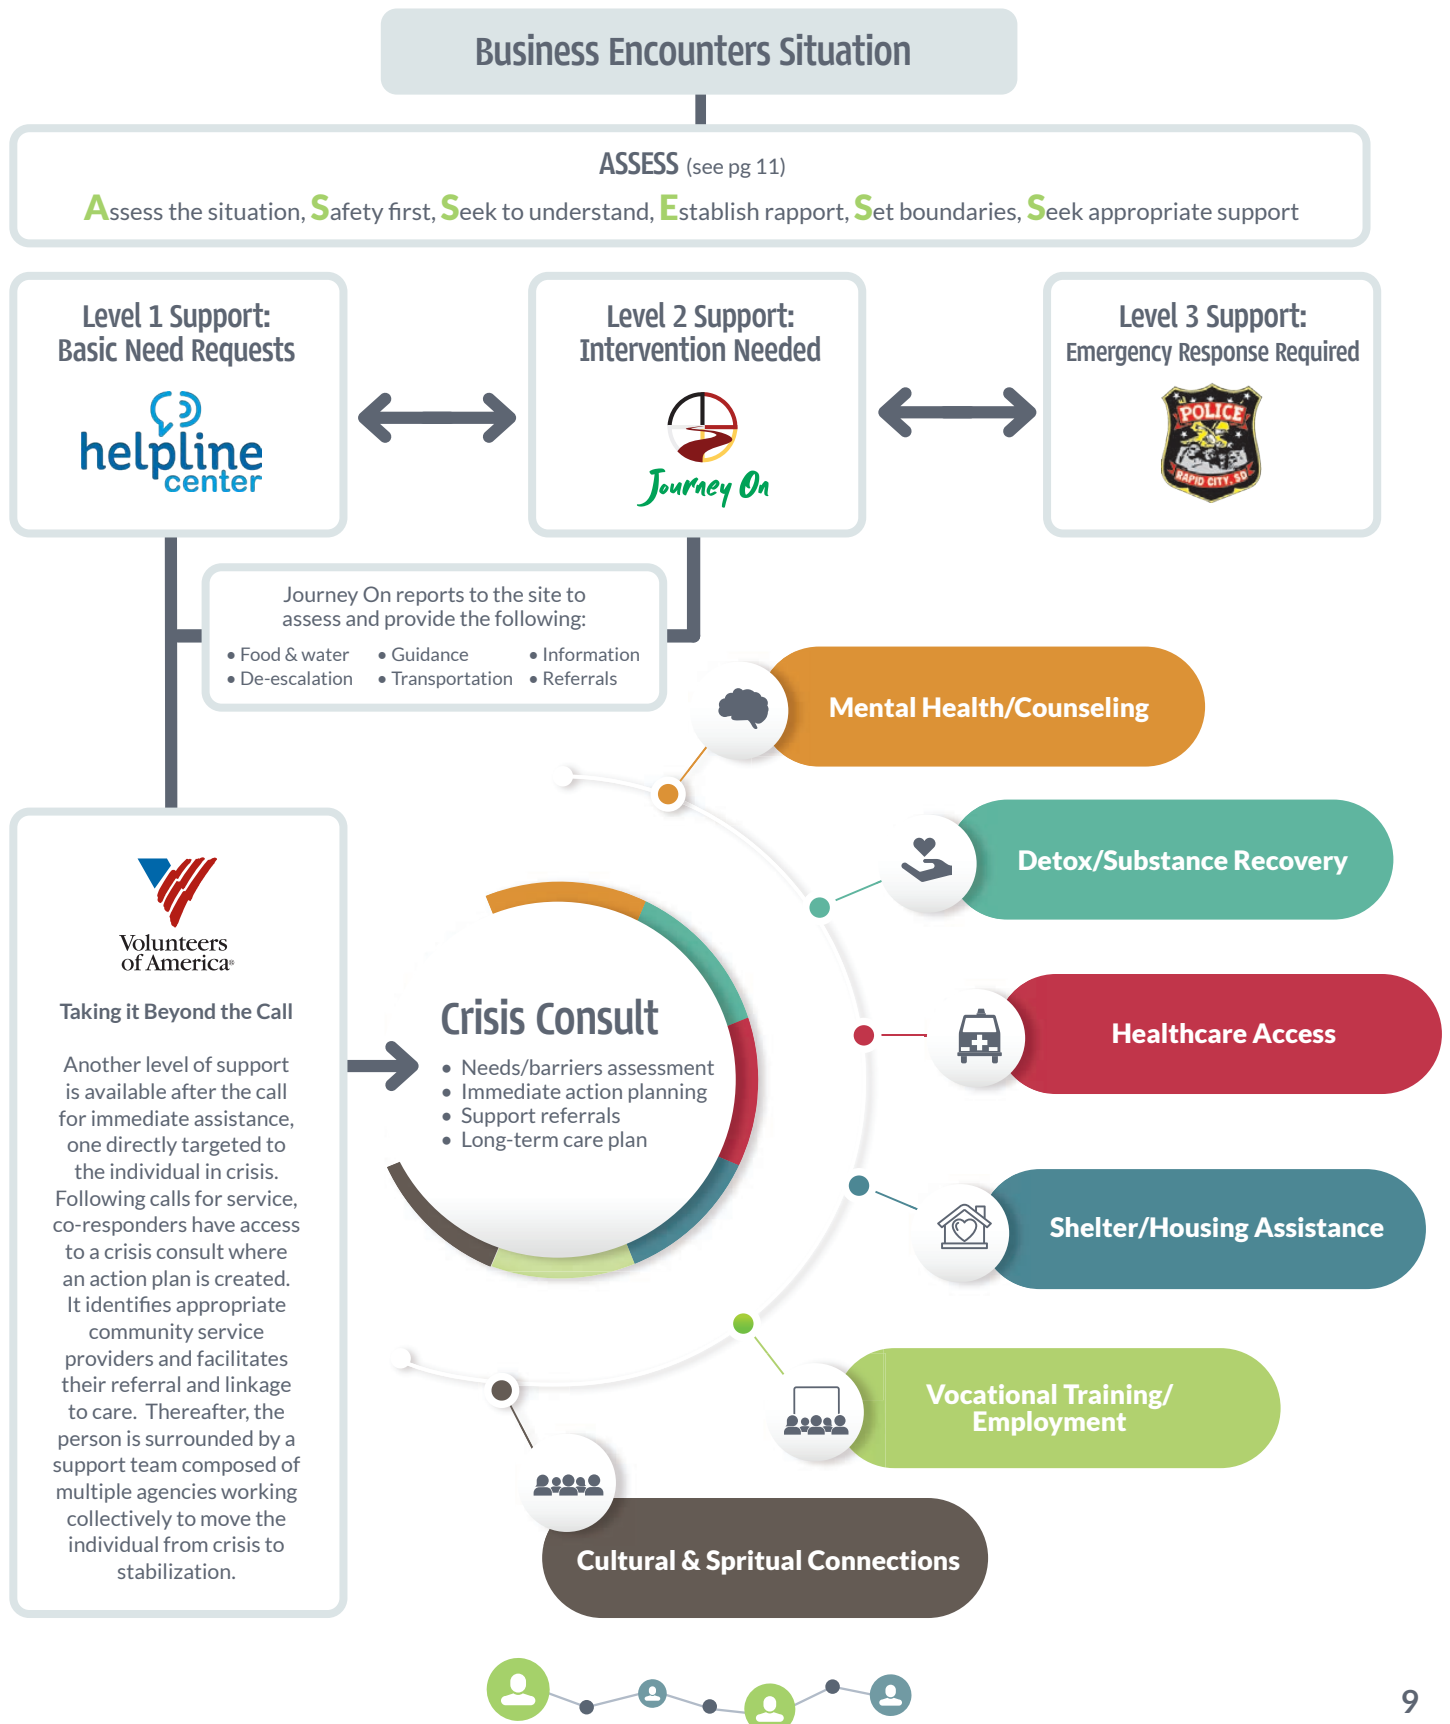 Business Encounters Situation
ASSESS (see pg 11)
Assess the situation, Safety first, Seek to understand, Establish rapport, Set boundaries, Seek appropriate support
Level 1 Support:
Basic Need Requests
helpline
center
Level 2 Support:
Intervention Needed
Journey On
Level 3 Support:
Emergency Response Required
POLICE
RAPID CITY, SD
Journey On reports to the site to
assess and provide the following:
• Food & water • Guidance • Information
• De-escalation • Transportation • Referrals
Mental Health/Counseling
Detox/Substance Recovery
Healthcare Access
Shelter/Housing Assistance
Vocational Training/
Employment
Cultural & Spritual Connections
Volunteers
of America®
Taking it Beyond the Call
Another level of support
is available after the call
for immediate assistance,
one directly targeted to
the individual in crisis.
Following calls for service,
co-responders have access
to a crisis consult where
an action plan is created.
It identifies appropriate
community service
providers and facilitates
their referral and linkage
to care. Thereafter, the
person is surrounded by a
support team composed of
multiple agencies working
collectively to move the
individual from crisis to
stabilization.
Crisis Consult
• Needs/barriers assessment
• Immediate action planning
• Support referrals
• Long-term care plan
9